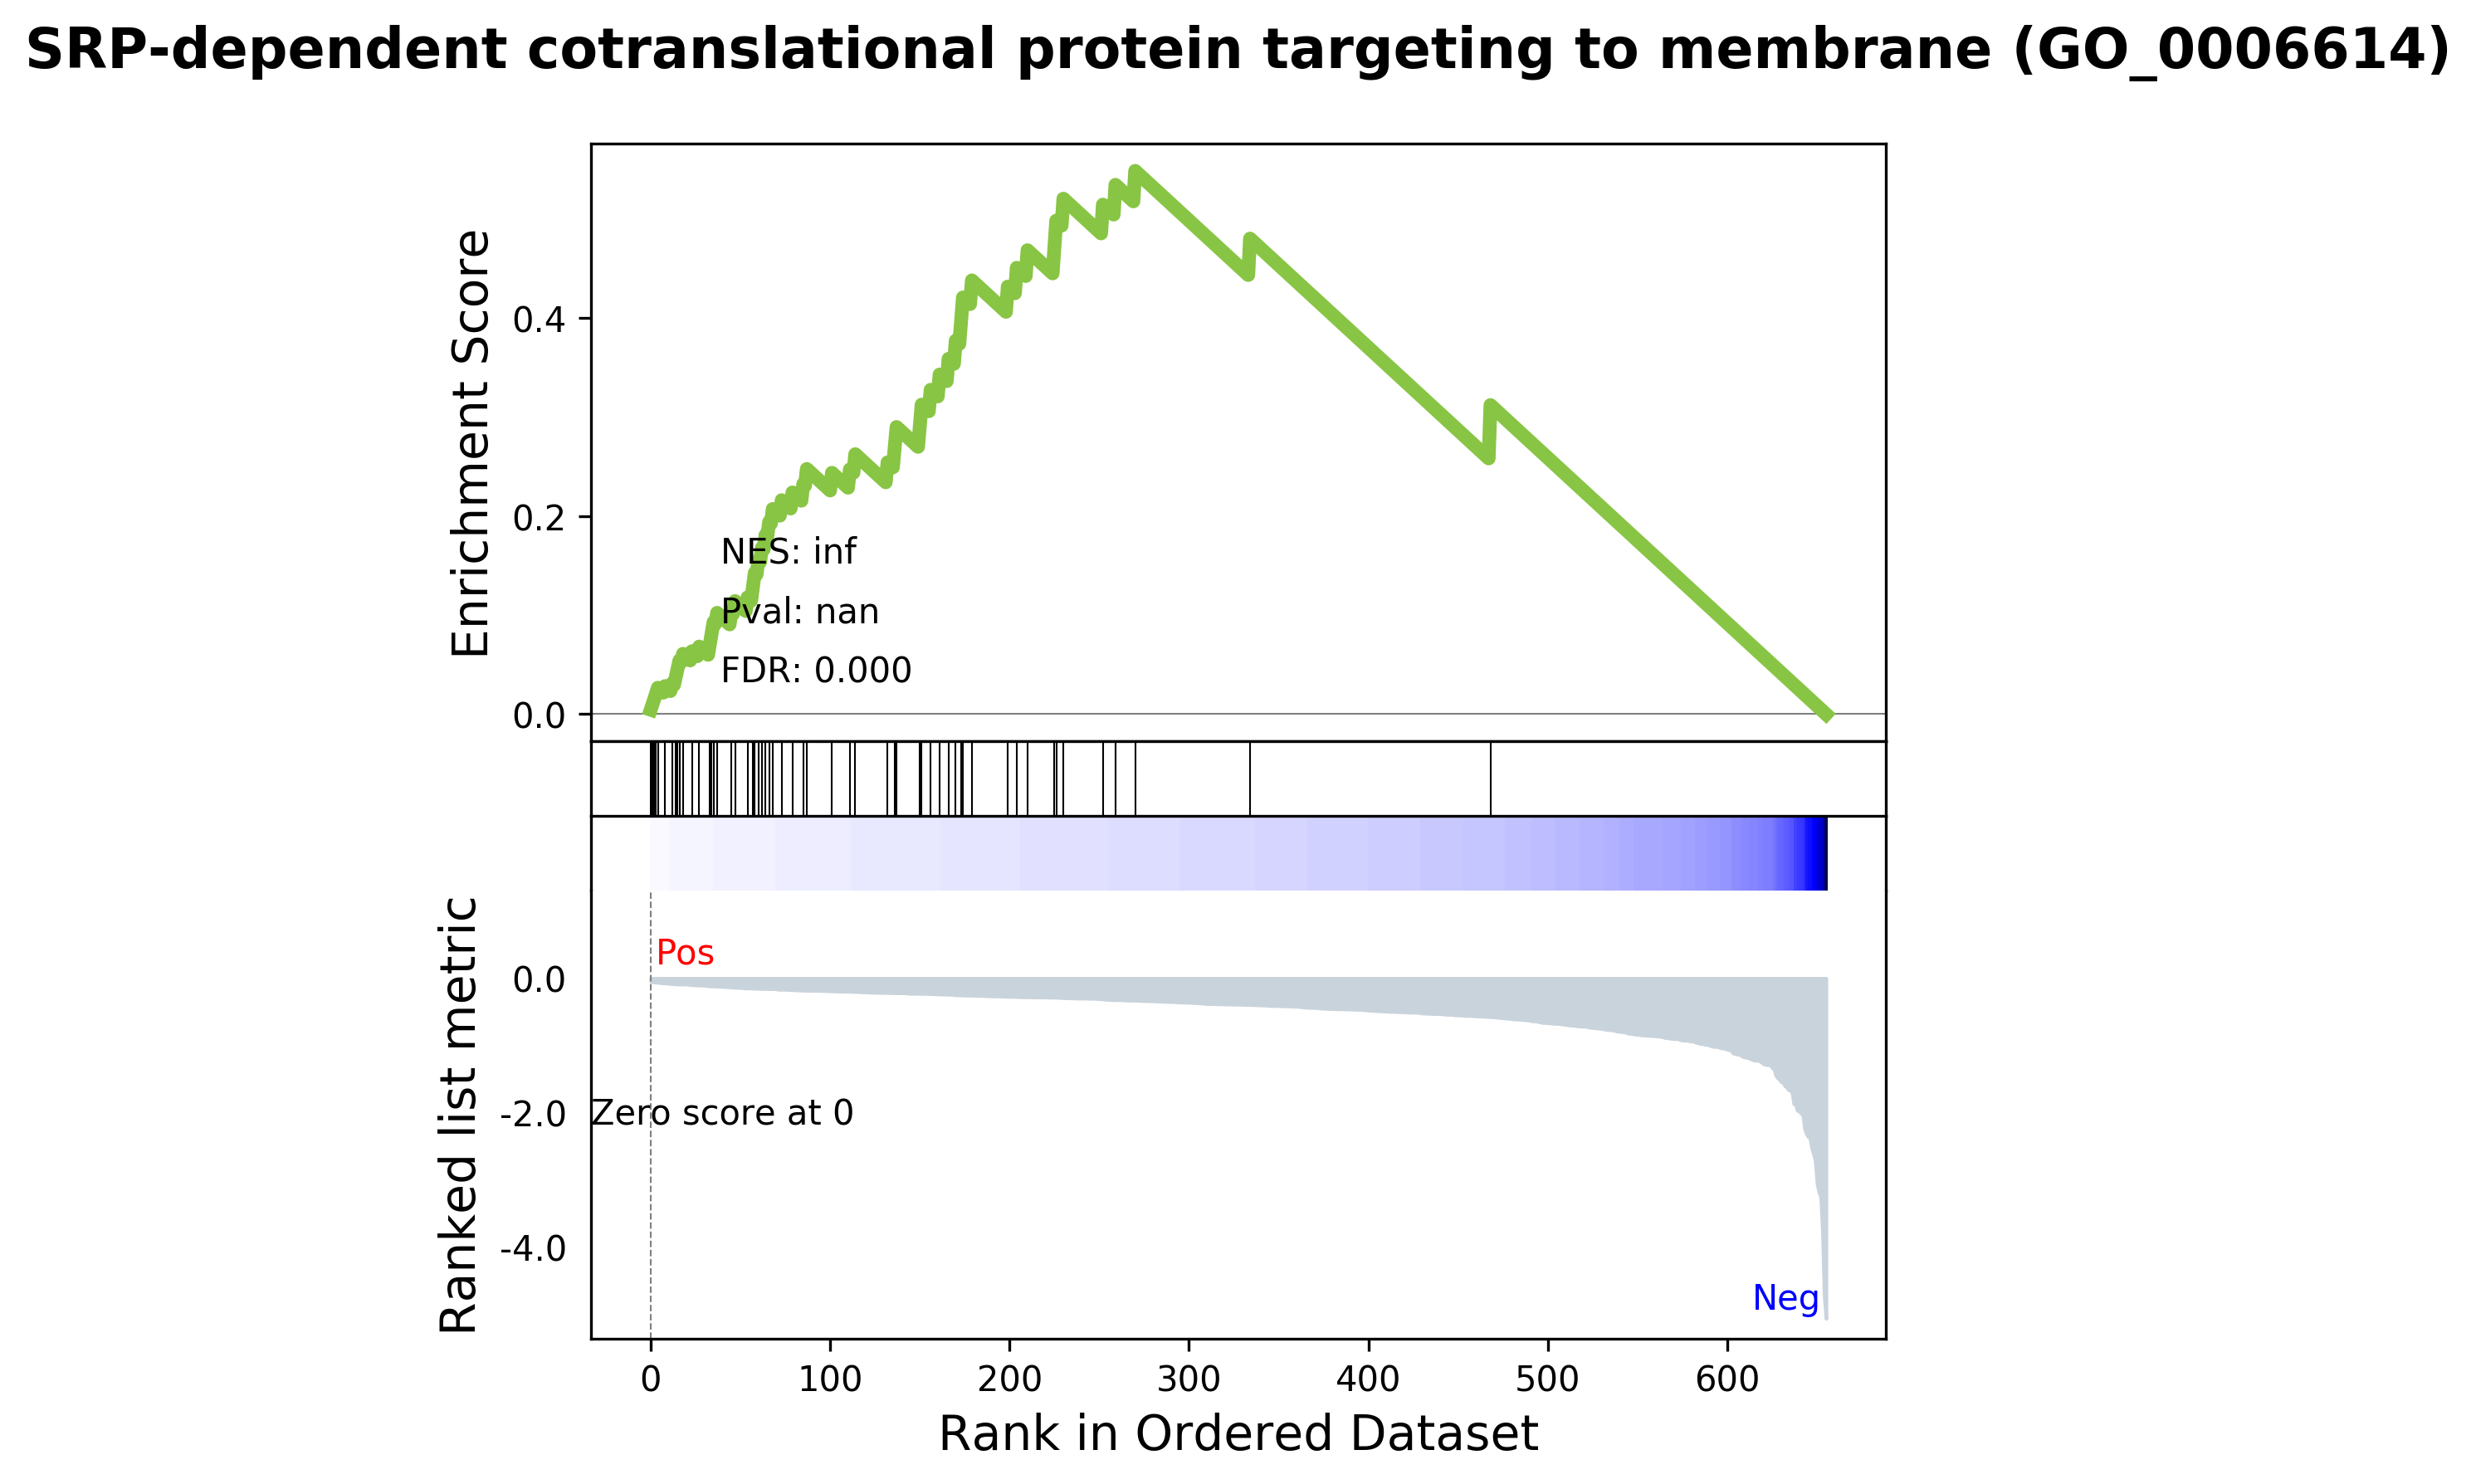 SRP-dependent cotranslational protein targeting to membrane (GO_0006614)
Enrichment Score
0.4
0.2
0.0
NES: inf
Pval: nan
FDR: 0.000
Ranked list metric
Pos
0.0
-2.0
Zero score at 0
-4.0
Neg
0 100 200 300 400 500 600
Rank in Ordered Dataset